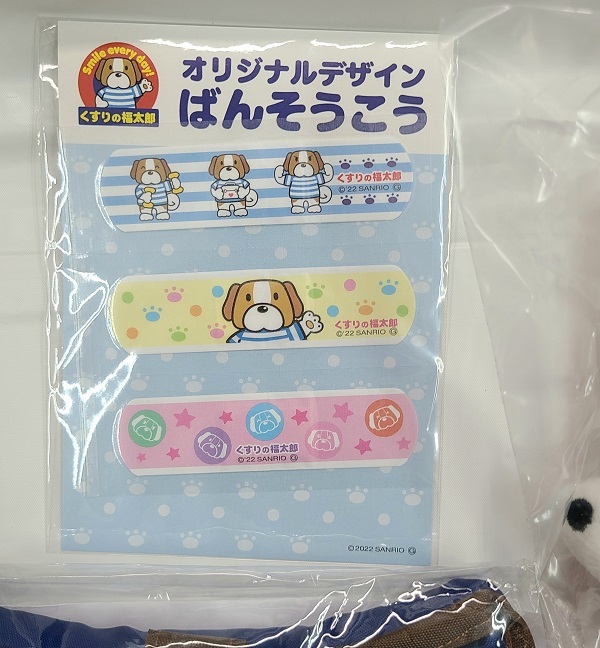 Smile every day!
くすりの福太郎
オリジナルデザイン
ばんそうこう
くすりの福太郎
©'22 SANRIO G
くすりの福太郎
©'22 SANRIO G
くすりの福太郎
©'22 SANRIO G
©2022 SANRIO G